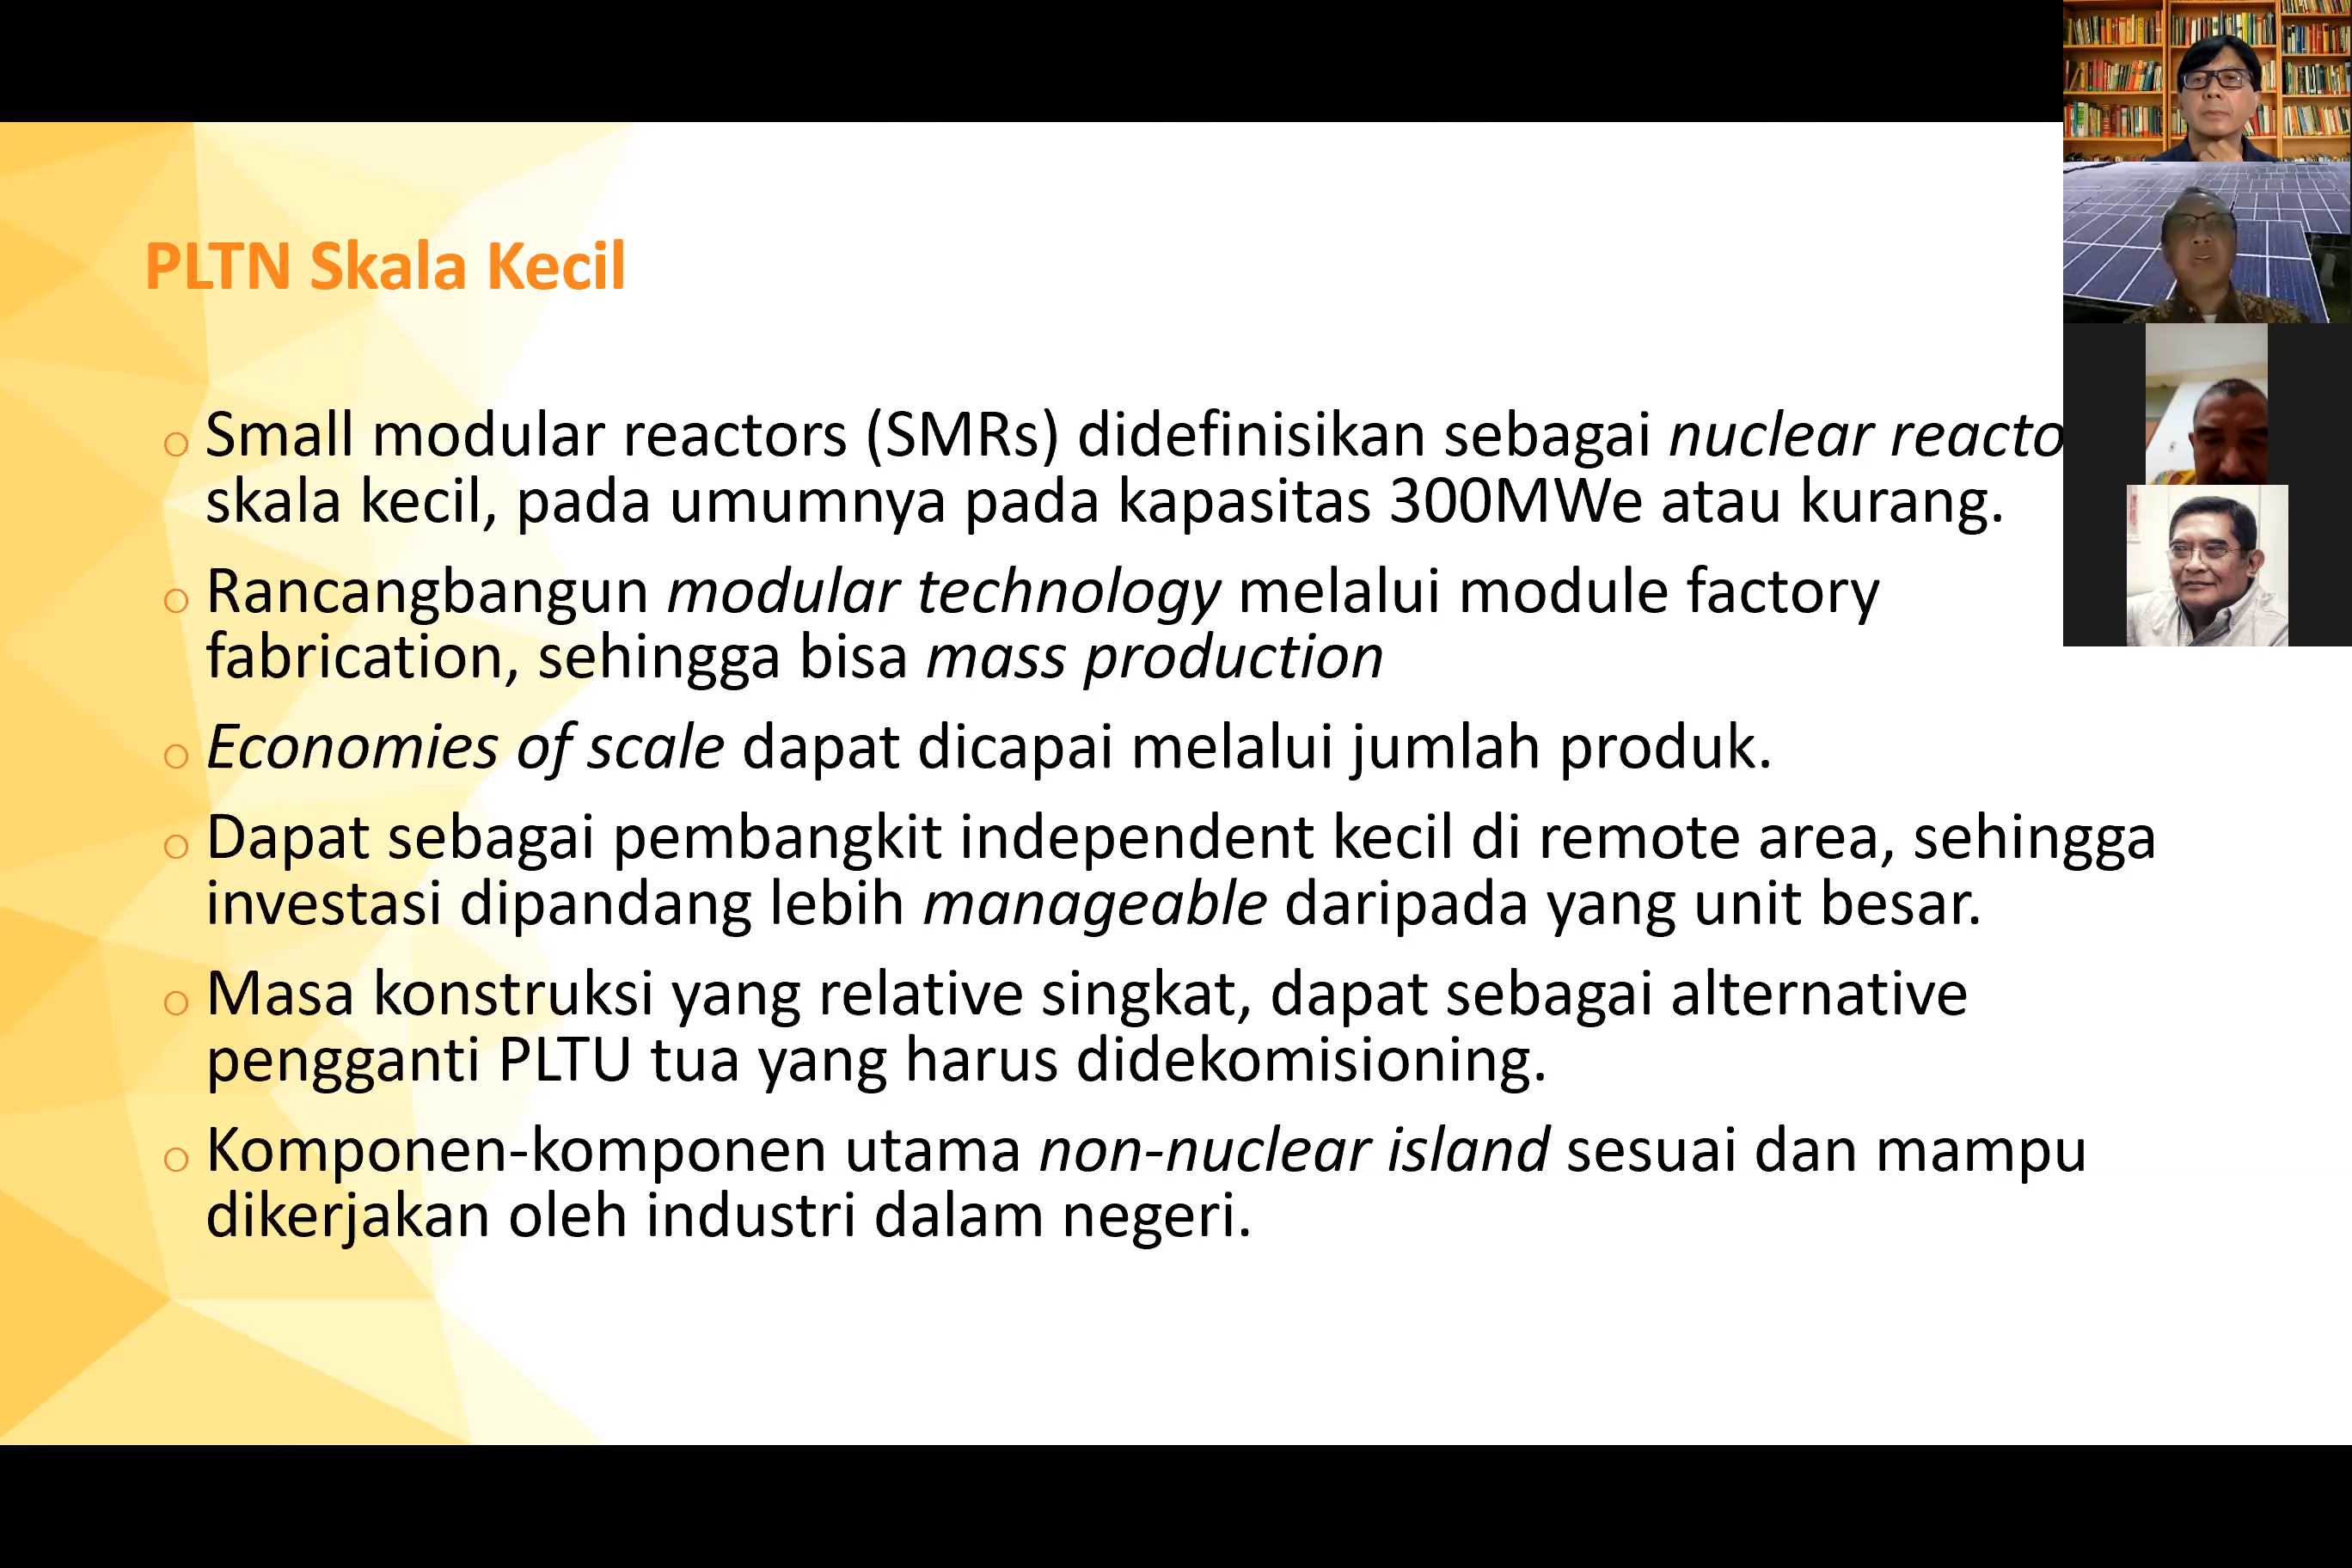 PLTN Skala Kecil
Small modular reactors (SMRs) didefinisikan sebagai nuclear reacto
skala kecil, pada umumnya pada kapasitas 300MWe atau kurang.
Rancangbangun modular technology melalui module factory
fabrication, sehingga bisa mass production
Economies of scale dapat dicapai melalui jumlah produk.
Dapat sebagai pembangkit independent kecil di remote area, sehingga
investasi dipandang lebih manageable daripada yang unit besar.
Masa konstruksi yang relative singkat, dapat sebagai alternative
pengganti PLTU tua yang harus didekomisioning.
Komponen-komponen utama non-nuclear island sesuai dan mampu
dikerjakan oleh industri dalam negeri.